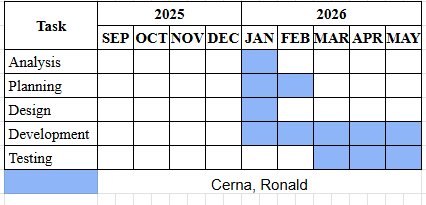 Task 2025 2026
SEP OCT NOV DEC JAN FEB MAR APR MAY
Analysis
Planning
Design
Development
Testing
Cerna, Ronald